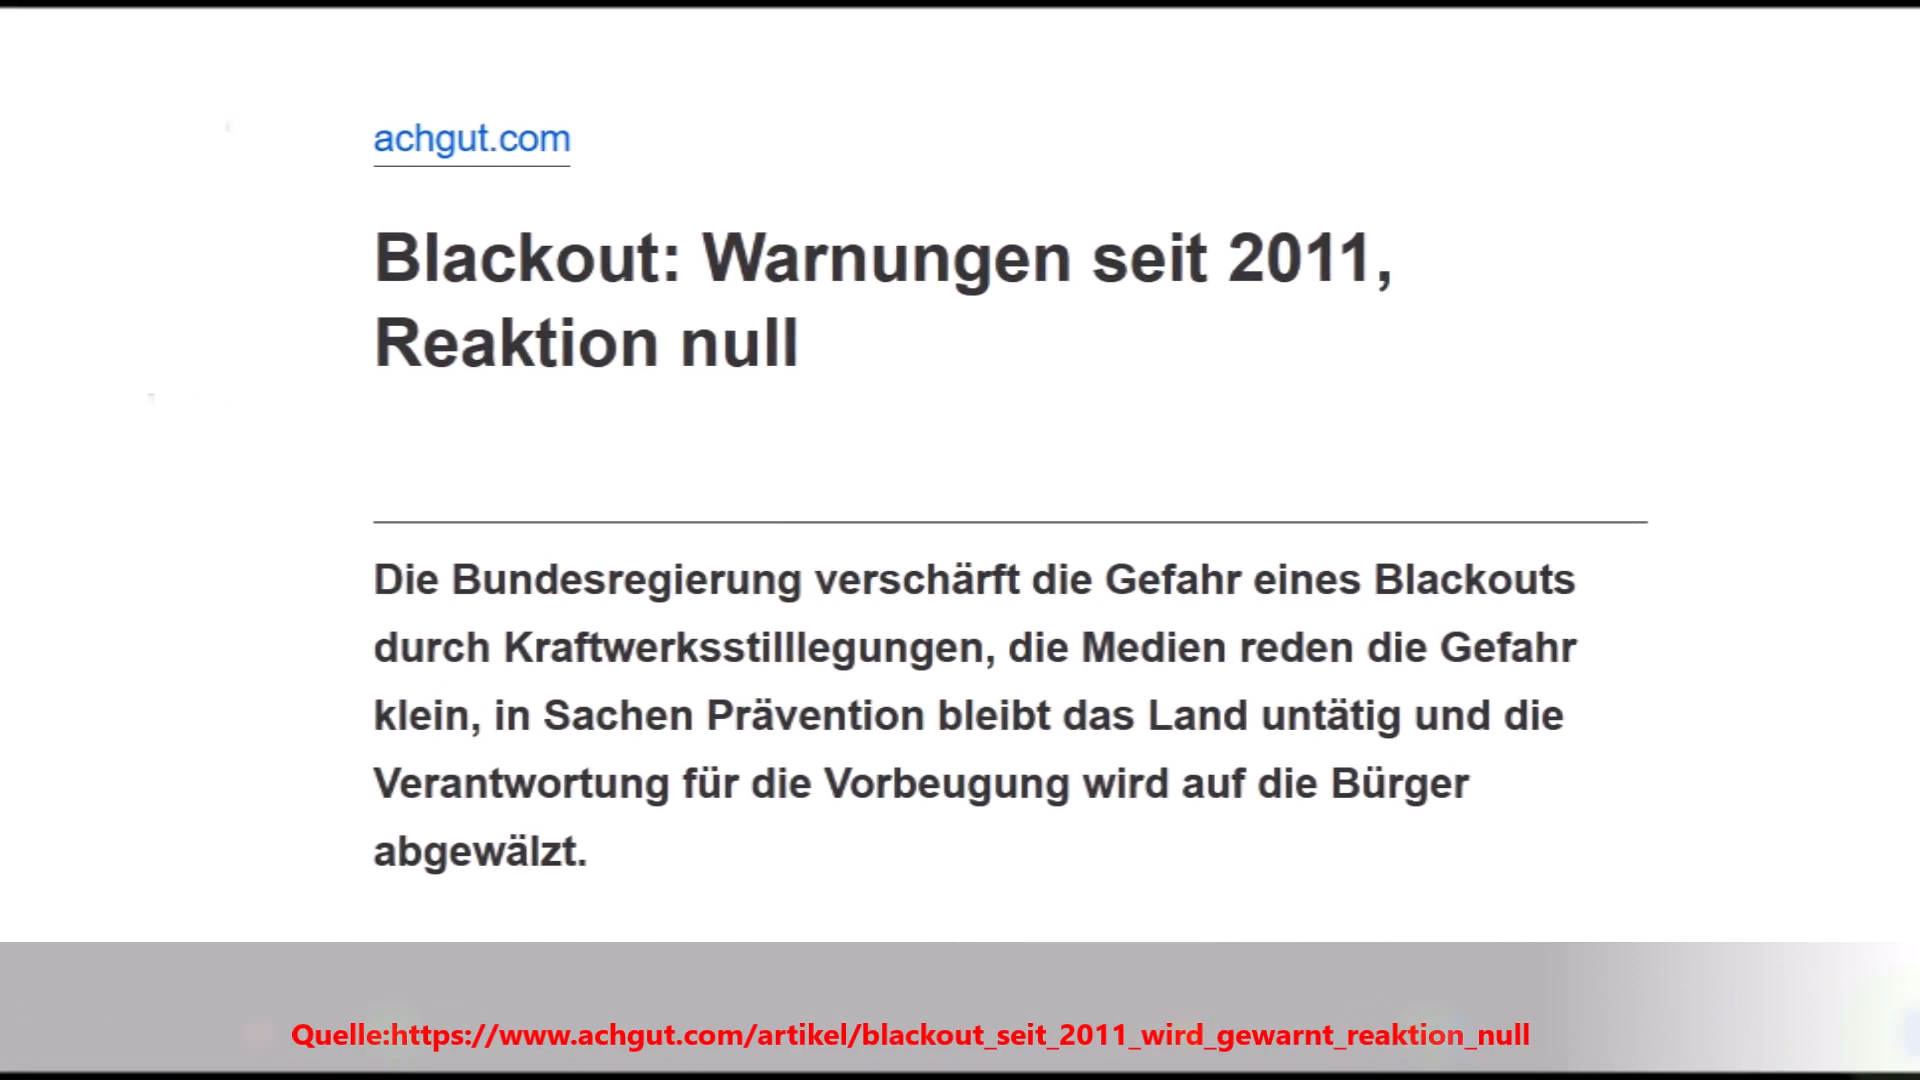 achgut.com
Blackout: Warnungen seit 2011,
Reaktion null
Die Bundesregierung verschärft die Gefahr eines Blackouts
durch Kraftwerksstilllegungen, die Medien reden die Gefahr
klein, in Sachen Prävention bleibt das Land untätig und die
Verantwortung für die Vorbeugung wird auf die Bürger
abgewälzt.
Quelle:https://www.achgut.com/artikel/blackout_seit_2011_wird_gewarnt_reaktion_null